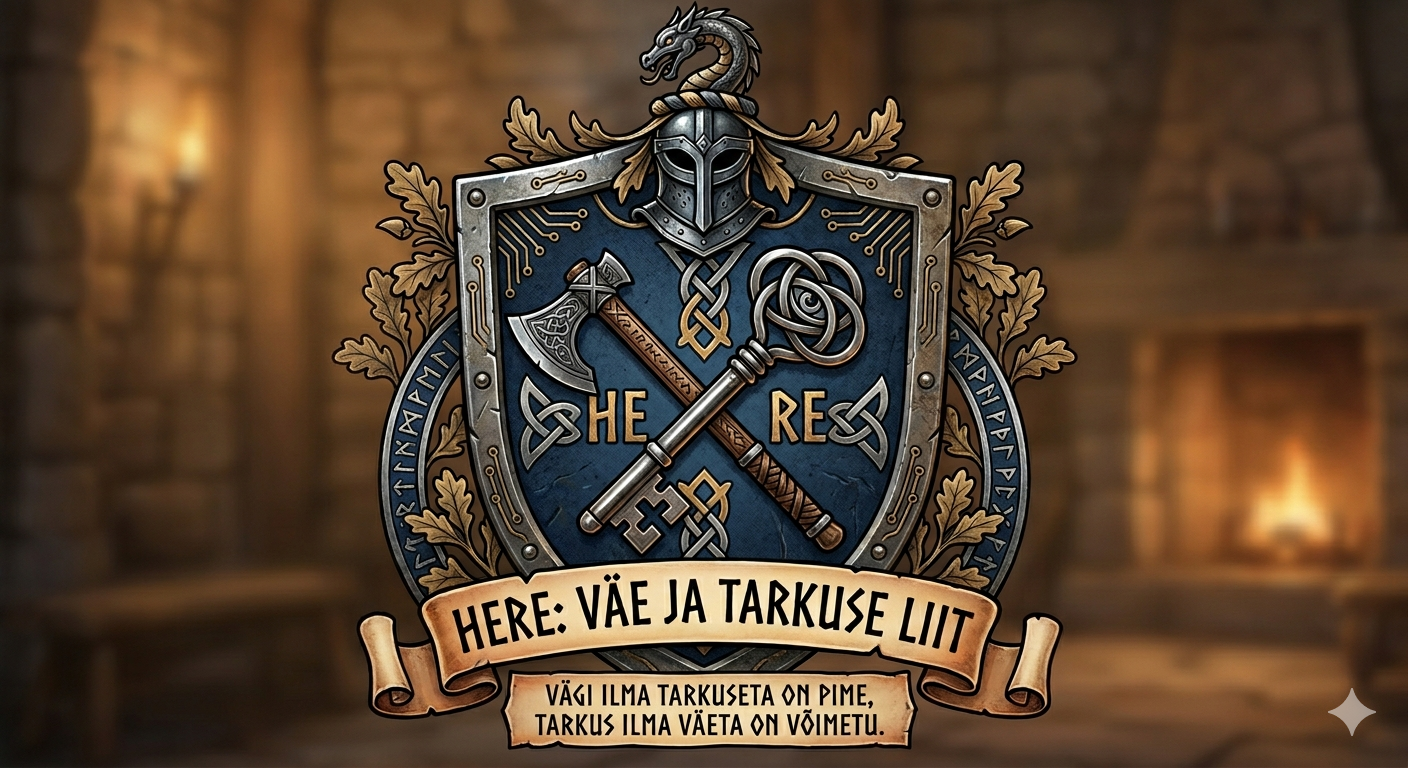 HE RE
HERE: VÄE JA TARKUSE LIIT
VÄGI ILMA TARKUSETA ON PIME,
TARKUS ILMA VÄETA ON VÕIMETU.